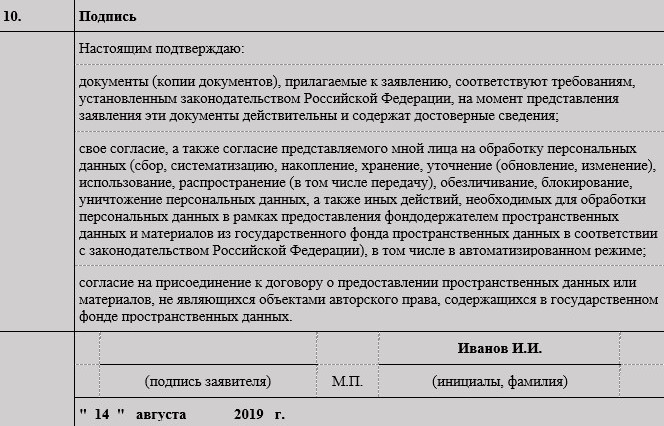 10. Подпись
Настоящим подтверждаю:
документы (копии документов), прилагаемые к заявлению, соответствуют требованиям,
установленным законодательством Российской Федерации, на момент представления
заявления эти документы действительны и содержат достоверные сведения;
свое согласие, а также согласие представляемого мной лица на обработку персональных
данных (сбор, систематизацию, накопление, хранение, уточнение (обновление, изменение),
использование, распространение (в том числе передачу), обезличивание, блокирование,
уничтожение персональных данных, а также иных действий, необходимых для обработки
персональных данных в рамках предоставления фондодержателем пространственных
данных и материалов из государственного фонда пространственных данных в соответствии
с законодательством Российской Федерации), в том числе в автоматизированном режиме;
согласие на присоединение к договору о предоставлении пространственных данных или
материалов, не являющихся объектами авторского права, содержащихся в государственном
фонде пространственных данных.
Иванов И.И.
(подпись заявителя) М.П. (инициалы, фамилия)
" 14 " августа 2019 г.